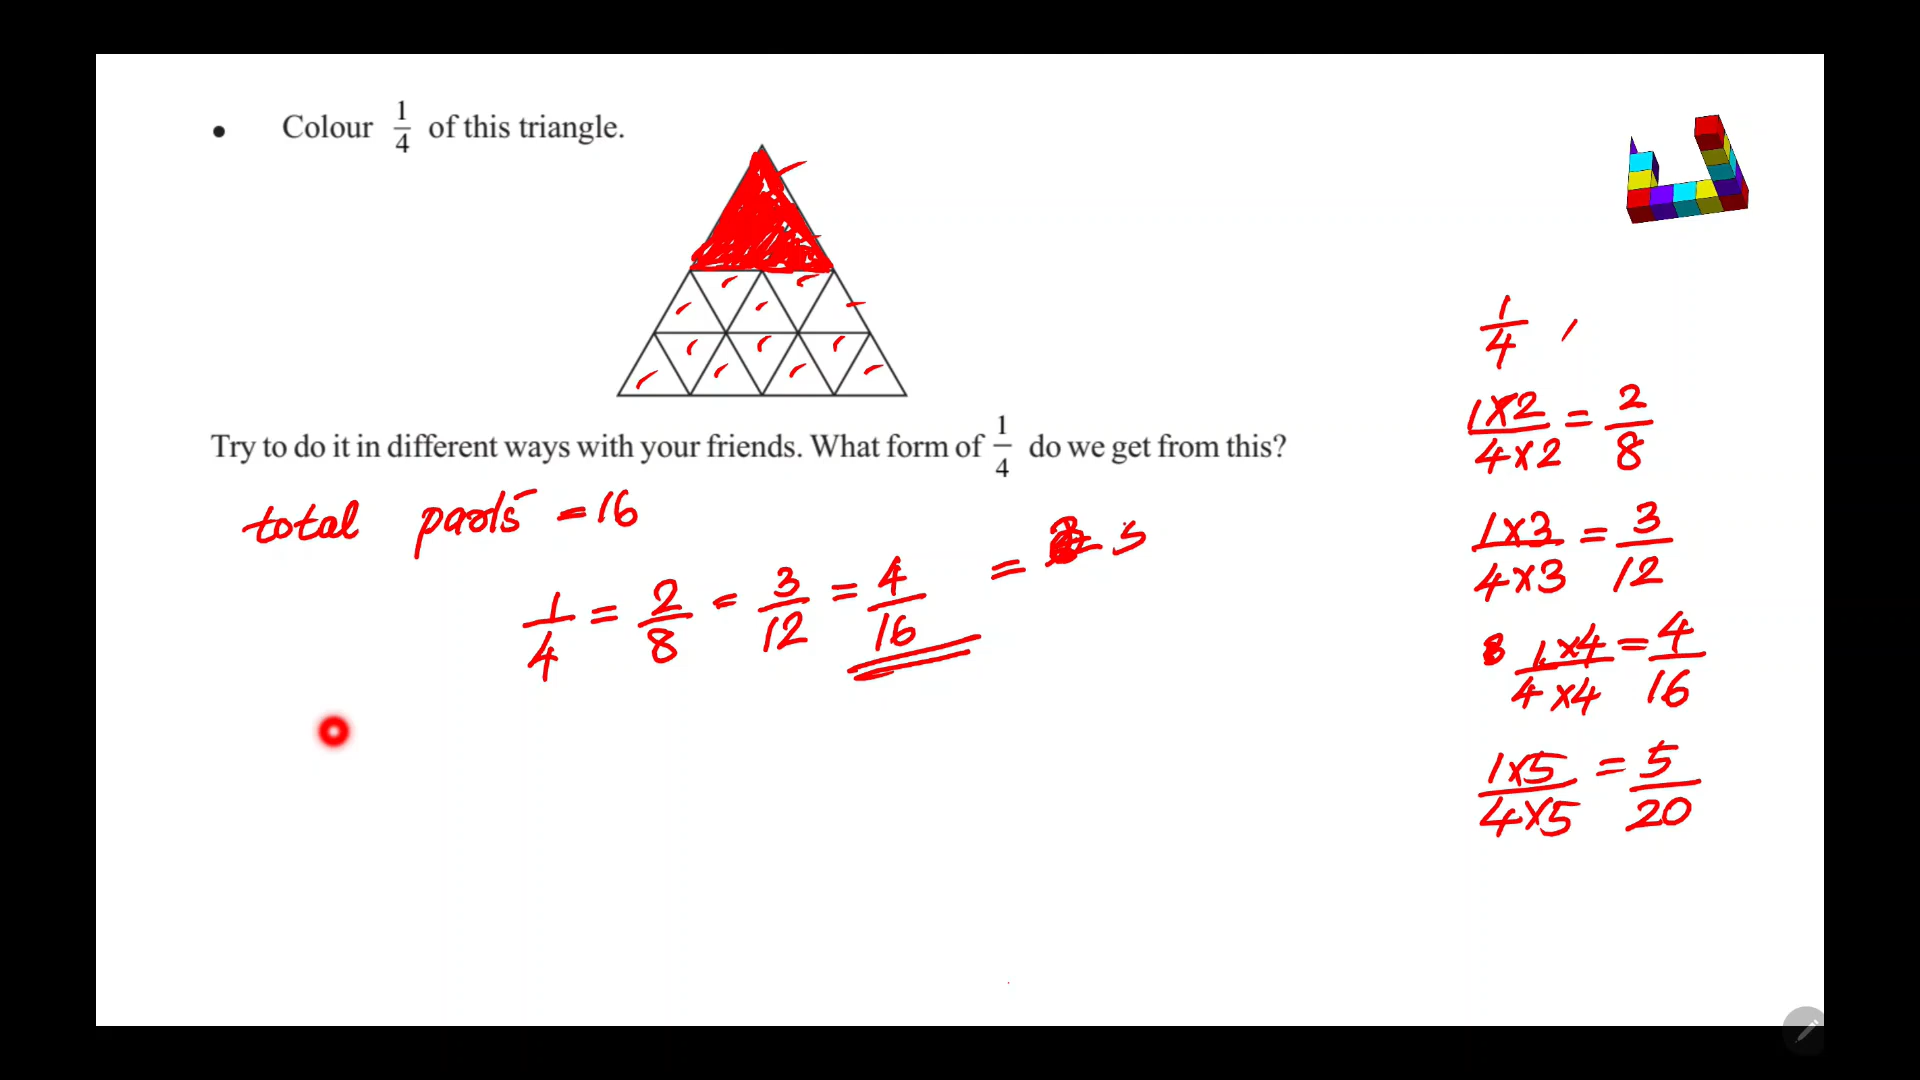 • Colour 1/4 of this triangle.
Try to do it in different ways with your friends. What form of 1/4 do we get from this?
total parts = 16
1/4 = 2/8 = 3/12 = 4/16 = 5
1/4 ,
1×2/4×2 = 2/8
1×3/4×3 = 3/12
1×4/4×4 = 4/16
1×5/4×5 = 5/20